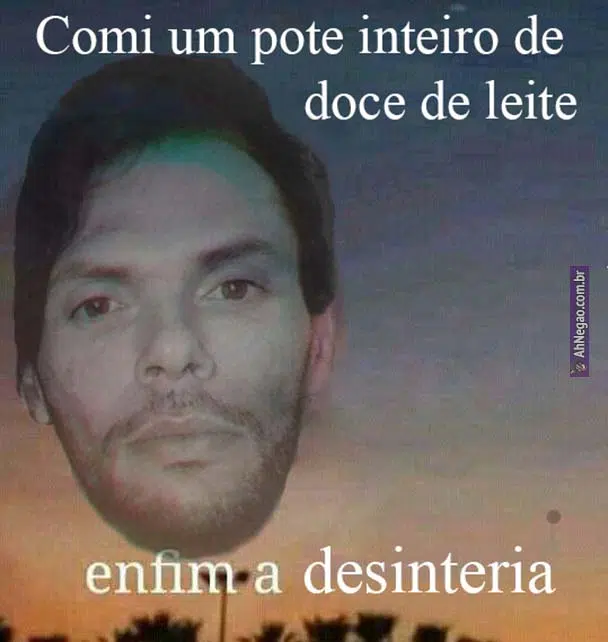 Comi um pote inteiro de
doce de leite
AhNegao.com.br
enfim a desinteria